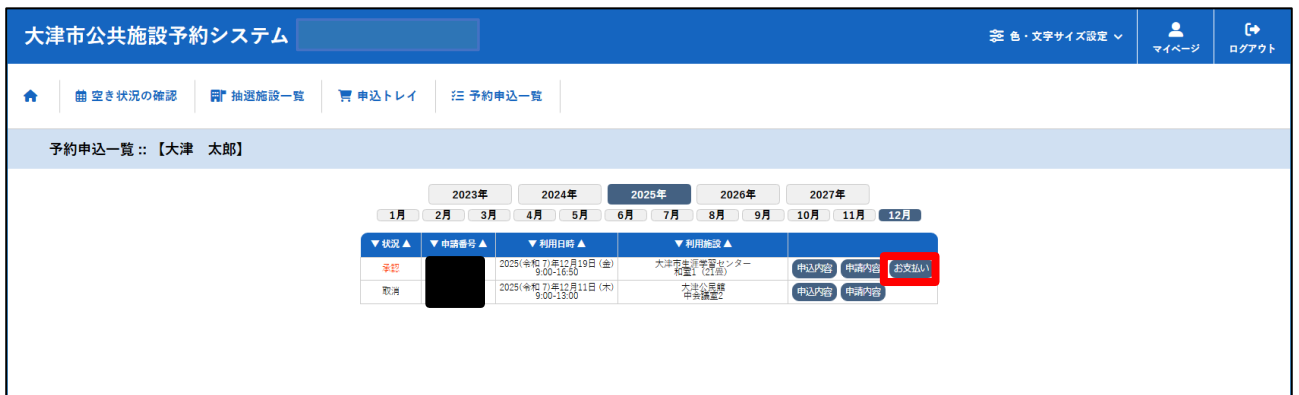 大津市公共施設予約システム
色・文字サイズ設定
マイページ
ログアウト
空き状況の確認
抽選施設一覧
申込トレイ
予約申込一覧
予約申込一覧 :: 【大津　太郎】
2023年 2024年 2025年 2026年 2027年
1月 2月 3月 4月 5月 6月 7月 8月 9月 10月 11月 12月
▼状況▲ ▼申請番号▲ ▼利用日時▲ ▼利用施設▲
承認 2025(令和 7)年12月19日 (金) 9:00-16:50 大津市生涯学習センター 和室1（21畳） 申込内容 申請内容 お支払い
取消 2025(令和 7)年12月11日 (木) 9:00-13:00 大津公民館 中会議室2 申込内容 申請内容